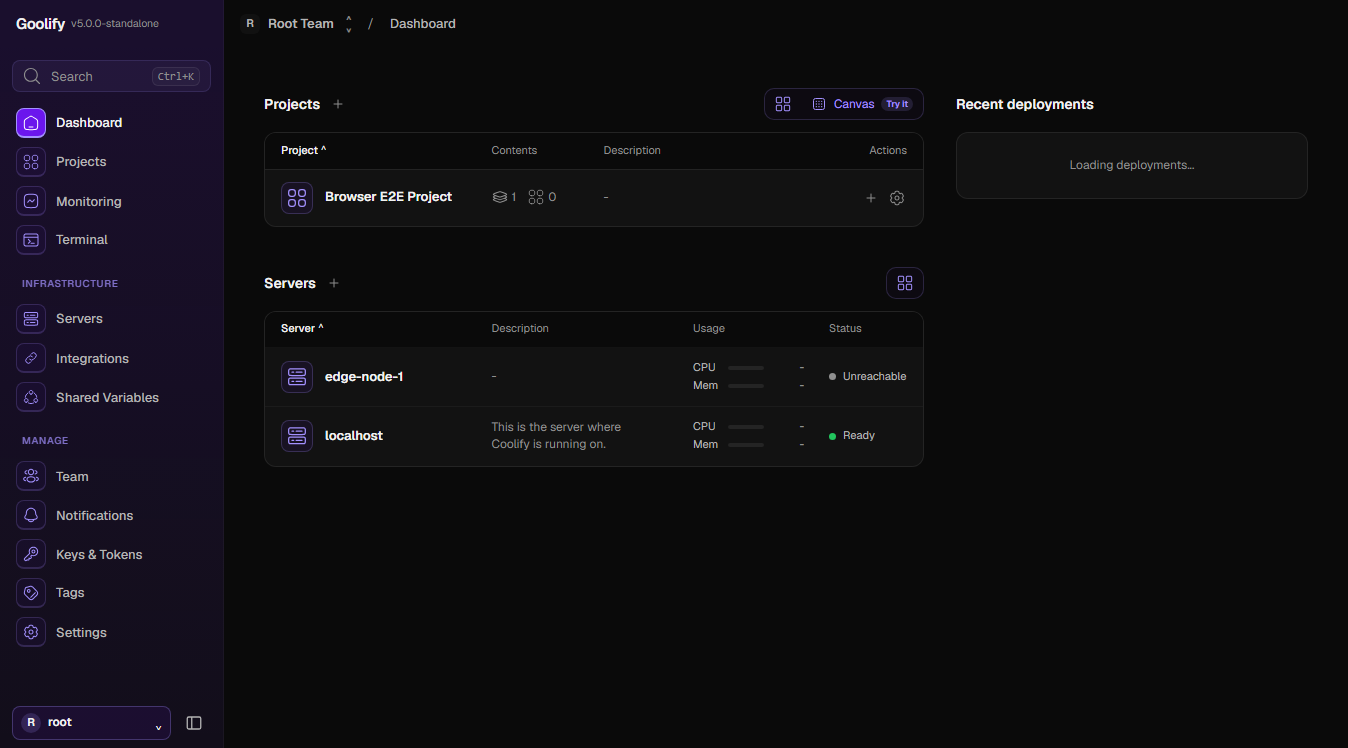 Goolify v5.0.0-standalone
Search Ctrl+K
Dashboard
Projects
Monitoring
Terminal
INFRASTRUCTURE
Servers
Integrations
Shared Variables
MANAGE
Team
Notifications
Keys & Tokens
Tags
Settings
R root
R Root Team / Dashboard
Projects +
Canvas Try it
Project ^ Contents Description Actions
Browser E2E Project 1 0 - +
Servers +
Server ^ Description Usage Status
edge-node-1 - CPU - Unreachable
Mem -
localhost This is the server where CPU - Ready
Coolify is running on. Mem -
Recent deployments
Loading deployments...